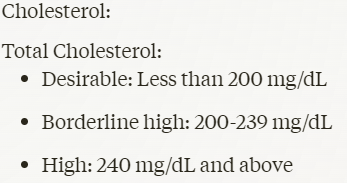 Cholesterol:
Total Cholesterol:
• Desirable: Less than 200 mg/dL
• Borderline high: 200-239 mg/dL
• High: 240 mg/dL and above